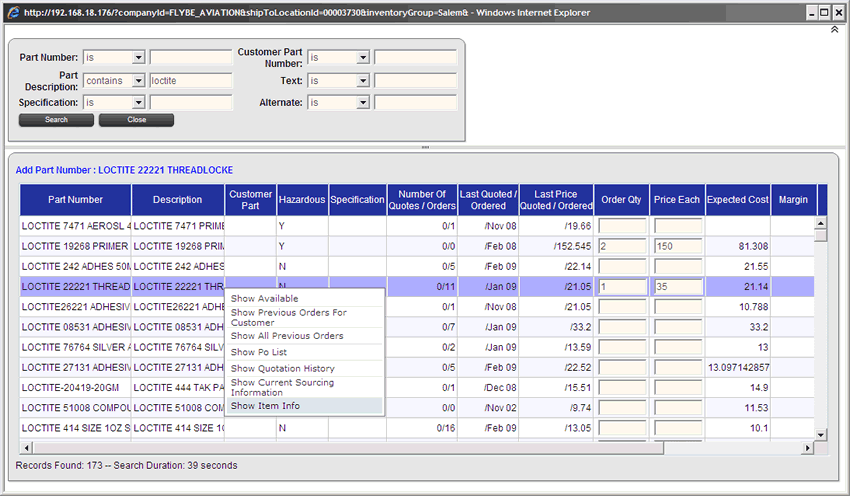 http://192.168.18.176/?companyId=FLYBE_AVIATION&shipToLocationId=00003730&inventoryGroup=Salem& - Windows Internet Explorer
Part Number: is Customer Part Number: is
Part Description: contains loctite Text: is
Specification: is Alternate: is
Search Close
Add Part Number : LOCTITE 22221 THREADLOCKE
Part Number Description Customer Part Hazardous Specification Number Of Quotes / Orders Last Quoted / Ordered Last Price Quoted / Ordered Order Qty Price Each Expected Cost Margin
LOCTITE 7471 AEROSL 4 LOCTITE 7471 PRIME Y 0/1 /Nov 08 /19.66
LOCTITE 19268 PRIMER LOCTITE 19268 PRIM Y 0/0 /Feb 08 /152.545 2 150 81.308
LOCTITE 242 ADHES 50M LOCTITE 242 ADHES N 0/5 /Feb 09 /22.14 21.55
LOCTITE 22221 THREAD LOCTITE 22221 THR N 0/11 /Jan 09 /21.05 1 35 21.14
LOCTITE26221 ADHESIV LOCTITE26221 ADHE 0/1 /Nov 08 /21.05 10.788
LOCTITE 08531 ADHESIV LOCTITE 08531 ADH 0/7 /Jan 09 /33.2 33.2
LOCTITE 76764 SILVER A LOCTITE 76764 SILV 0/2 /Jan 09 /13.59 13
LOCTITE 27131 ADHESIV LOCTITE 27131 ADH 0/5 /Feb 09 /22.52 13.097142857
LOCTITE-20419-20GM LOCTITE 444 TAK PA 0/1 /Dec 08 /15.51 14.9
LOCTITE 51008 COMPOU LOCTITE 51008 COM 0/0 /Nov 02 /9.74 11.53
LOCTITE 414 SIZE 1OZ S LOCTITE 414 SIZE 1 N 0/16 /Feb 09 /13.05 10.1
Show Available
Show Previous Orders For
Customer
Show All Previous Orders
Show Po List
Show Quotation History
Show Current Sourcing
Information
Show Item Info
Records Found: 173 -- Search Duration: 39 seconds